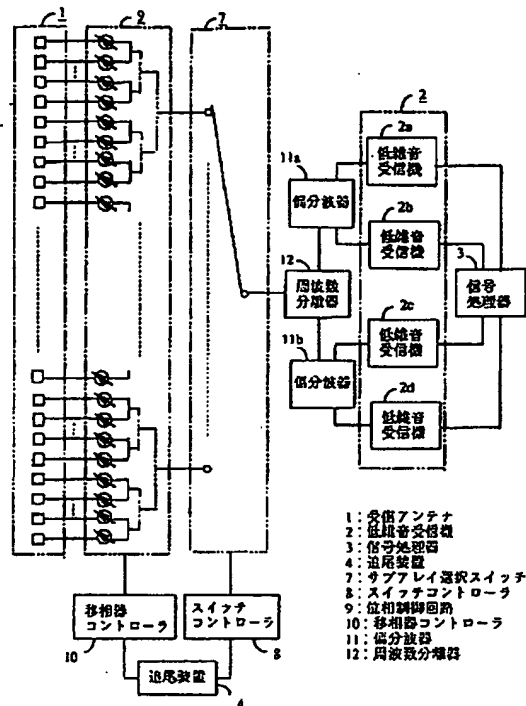 1
9
7
2
2a
低雑音
受信機
11a
偏分波器
2b
低雑音
受信機
12
周波数
分離器
3
信号
処理器
2c
低雑音
受信機
11b
偏分波器
2d
低雑音
受信機
移相器
コントローラ
10
スイッチ
コントローラ
8
追尾装置
4
1:受信アンテナ
2:低雑音受信機
3:信号処理器
4:追尾装置
7:サブアレイ選択スイッチ
8:スイッチコントローラ
9:位相制御回路
10:移相器コントローラ
11:偏分波器
12:周波数分離器